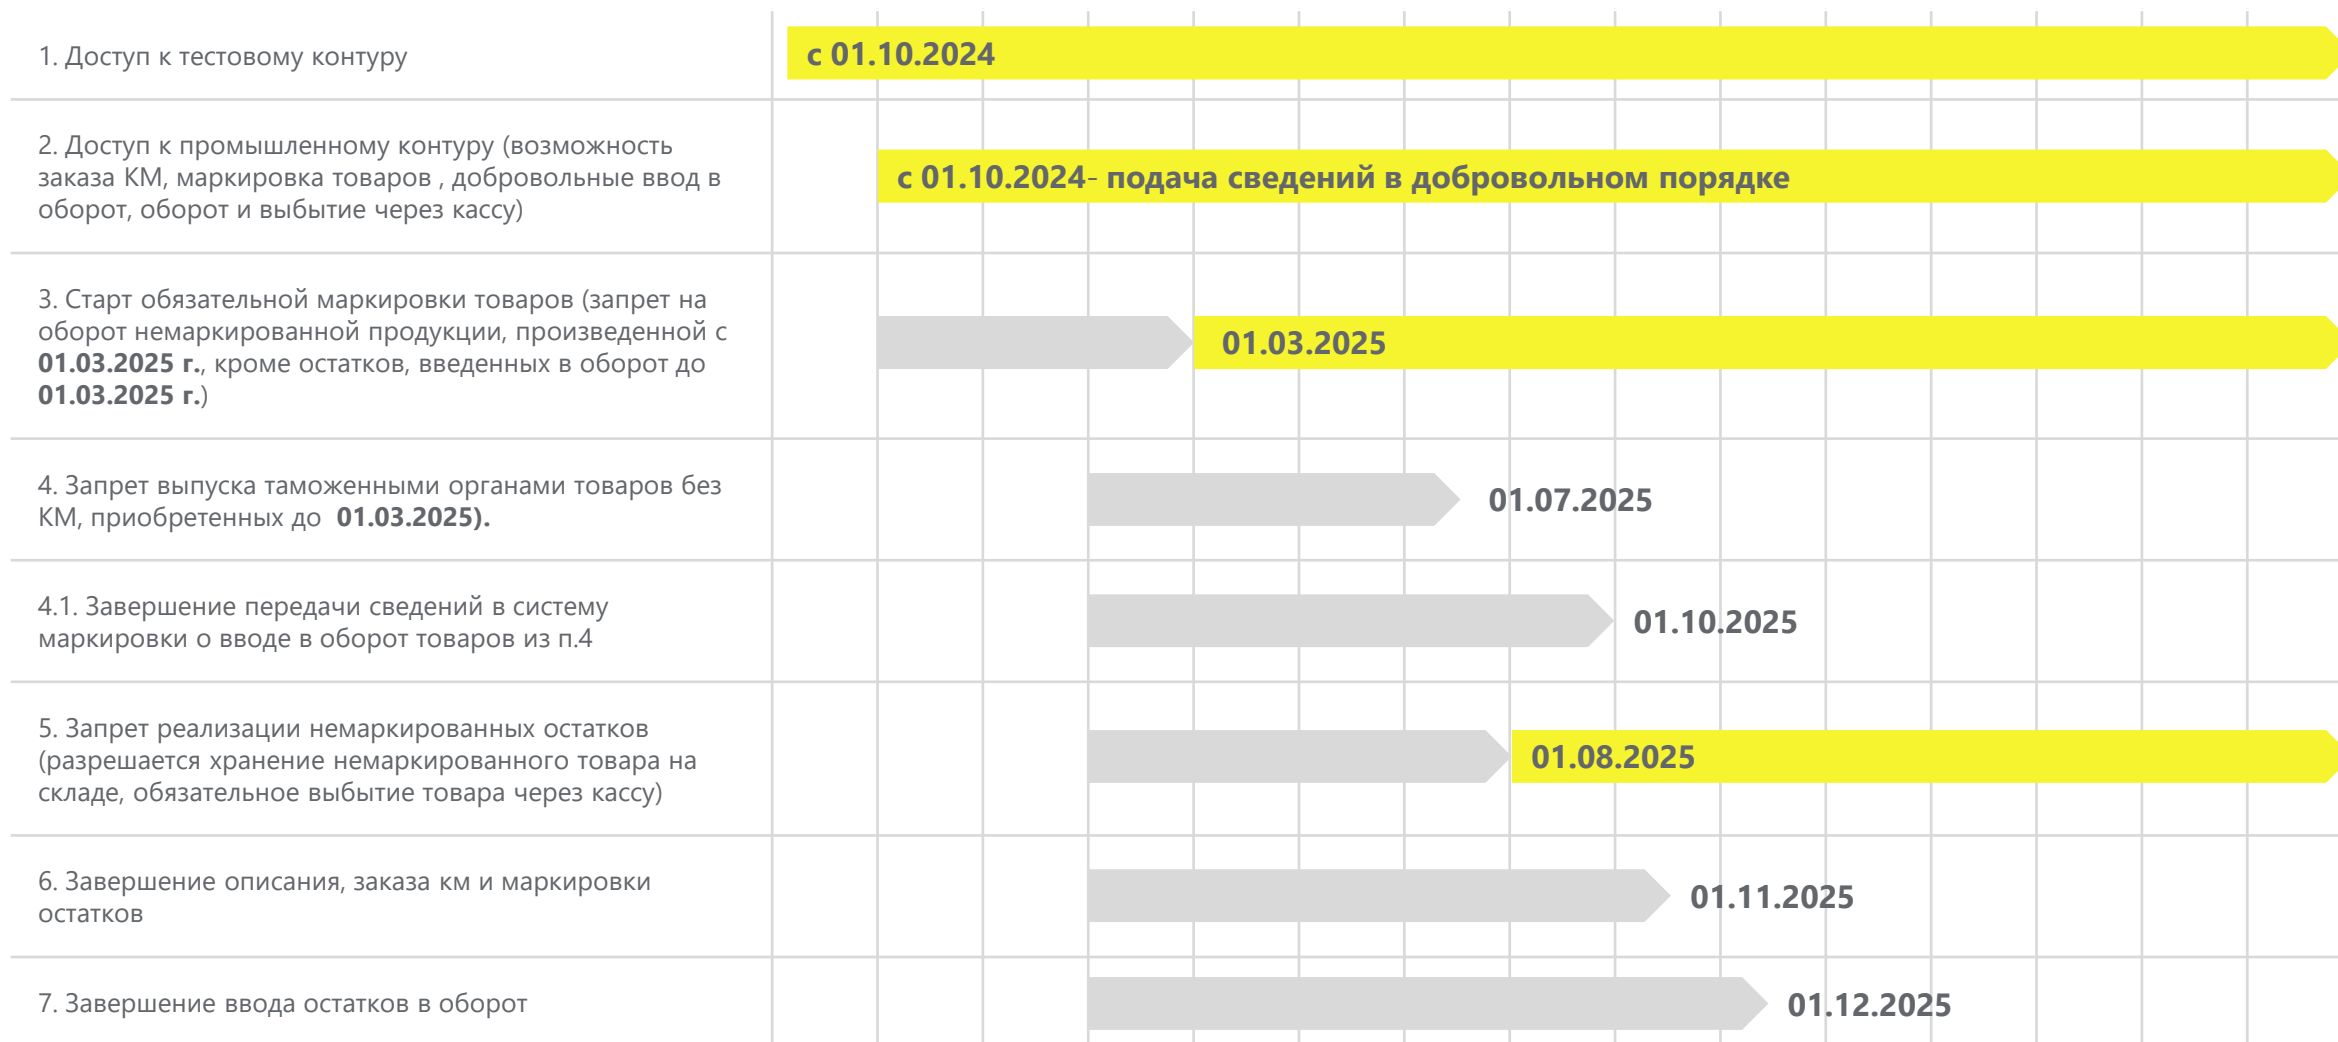 1. Доступ к тестовому контуру
с 01.10.2024
2. Доступ к промышленному контуру (возможность
заказа КМ, маркировка товаров , добровольные ввод в
оборот, оборот и выбытие через кассу)
с 01.10.2024- подача сведений в добровольном порядке
3. Старт обязательной маркировки товаров (запрет на
оборот немаркированной продукции, произведенной с
01.03.2025 г., кроме остатков, введенных в оборот до
01.03.2025 г.)
01.03.2025
4. Запрет выпуска таможенными органами товаров без
КМ, приобретенных до 01.03.2025).
01.07.2025
4.1. Завершение передачи сведений в систему
маркировки о вводе в оборот товаров из п.4
01.10.2025
5. Запрет реализации немаркированных остатков
(разрешается хранение немаркированного товара на
складе, обязательное выбытие товара через кассу)
01.08.2025
6. Завершение описания, заказа км и маркировки
остатков
01.11.2025
7. Завершение ввода остатков в оборот
01.12.2025